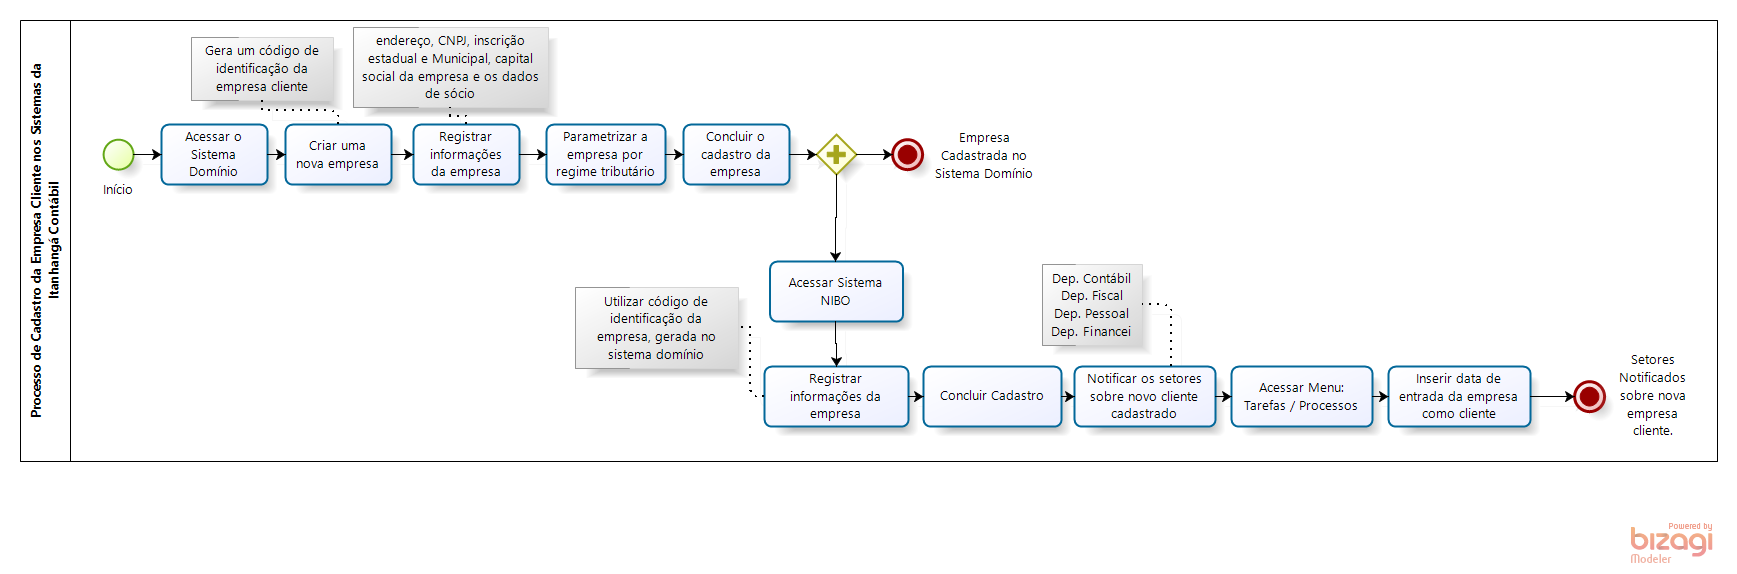 Processo de Cadastro da Empresa Cliente nos Sistemas da
Itanhangá Contábil
Gera um código de
identificação da
empresa cliente
endereço, CNPJ, inscrição
estadual e Municipal, capital
social da empresa e os dados
de sócio
Início
Acessar o
Sistema
Domínio
Criar uma
nova empresa
Registrar
informações
da empresa
Parametrizar a
empresa por
regime tributário
Concluir o
cadastro da
empresa
Empresa
Cadastrada no
Sistema Domínio
Acessar Sistema
NIBO
Utilizar código de
identificação da
empresa, gerada no
sistema domínio
Dep. Contábil
Dep. Fiscal
Dep. Pessoal
Dep. Financei
Registrar
informações da
empresa
Concluir Cadastro
Notificar os setores
sobre novo cliente
cadastrado
Acessar Menu:
Tarefas / Processos
Inserir data de
entrada da empresa
como cliente
Setores
Notificados
sobre nova
empresa
cliente.
Powered by
bizagi
Modeler